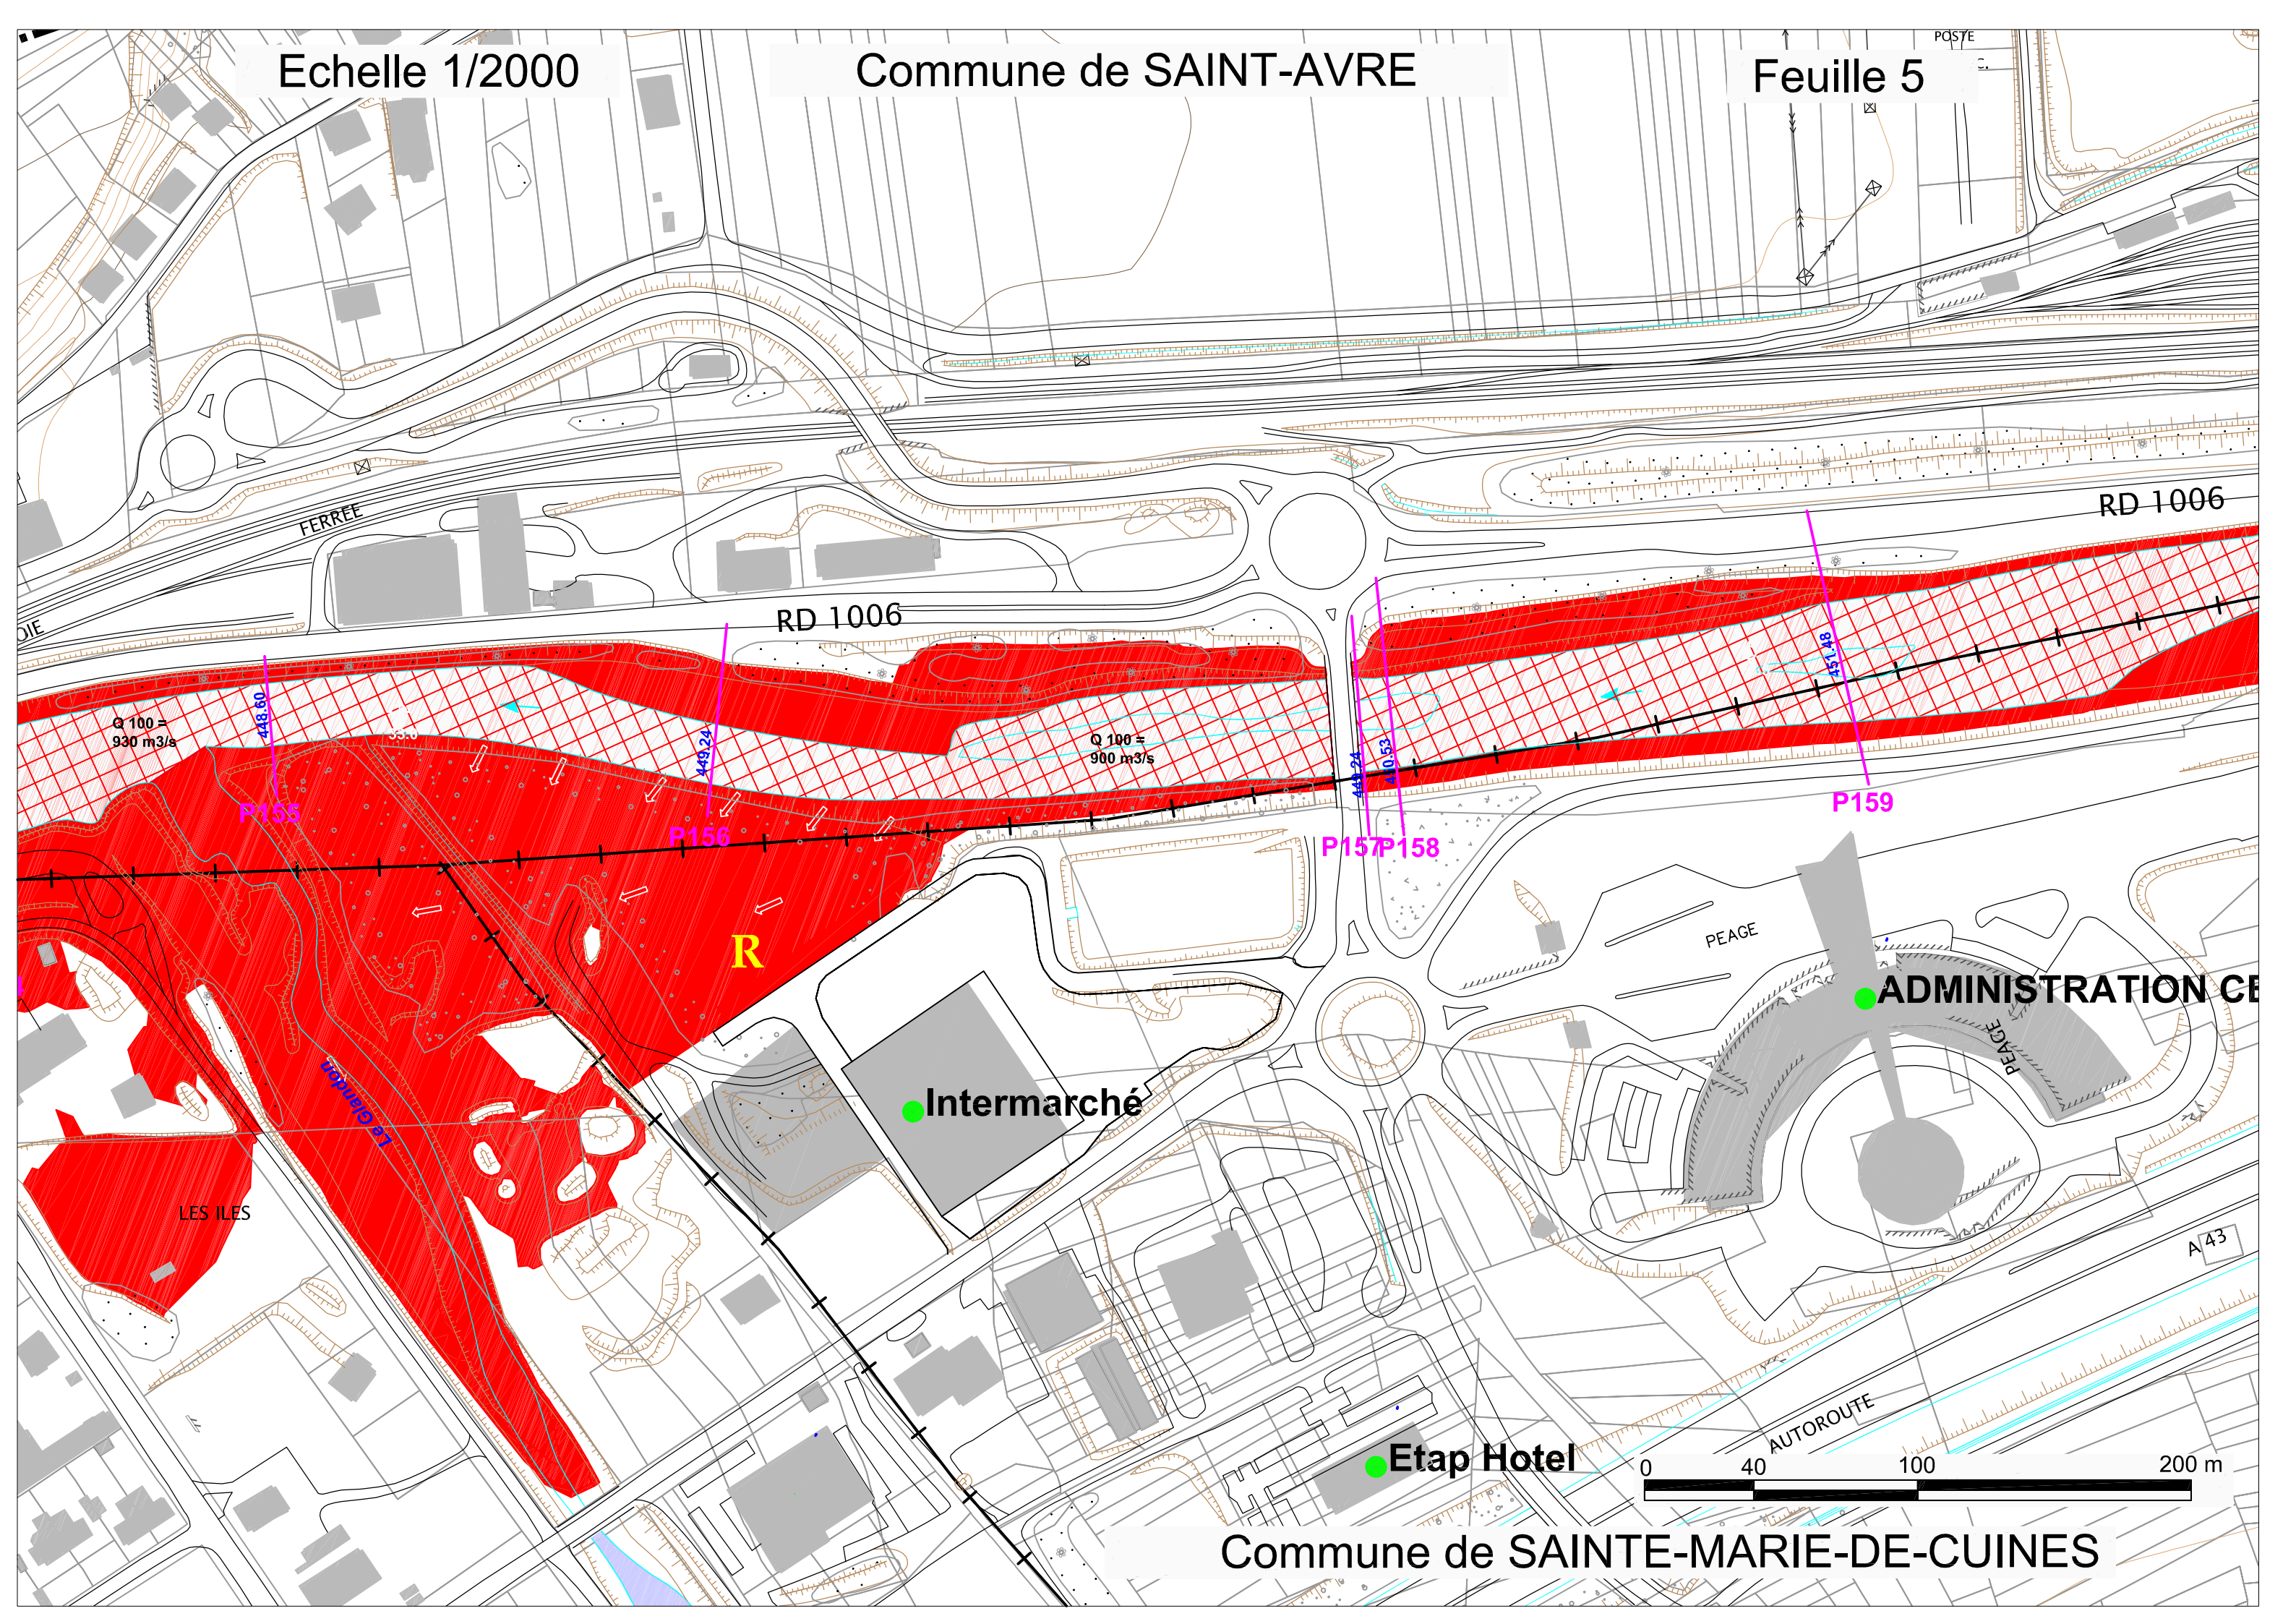 Echelle 1/2000
Commune de SAINT-AVRE
Feuille 5
POSTE
C.
RD 1006
FERREE
OIE
RD 1006
448.60
449.24
449.24
450.53
451.48
Q 100 =
930 m3/s
Q 100 =
900 m3/s
P155
P156
P157
P158
P159
R
PEAGE
ADMINISTRATION CE
PEAGE
Intermarché
Le Glandon
LES ILES
A 43
AUTOROUTE
Etap Hotel
0 40 100 200 m
Commune de SAINTE-MARIE-DE-CUINES